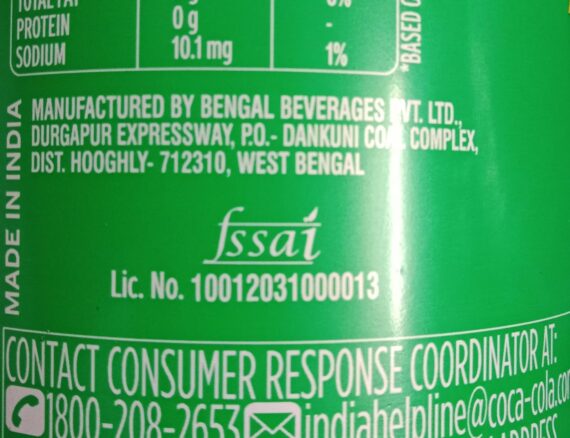 PROTEIN 0 g -
SODIUM 10.1 mg 1%
MADE IN INDIA
MANUFACTURED BY BENGAL BEVERAGES PVT. LTD.,
DURGAPUR EXPRESSWAY, P.O.- DANKUNI COAL COMPLEX,
DIST. HOOGHLY- 712310, WEST BENGAL
fssai
Lic. No. 10012031000013
CONTACT CONSUMER RESPONSE COORDINATOR AT:
1800-208-2653 indiahelpline@coca-cola.com
*BASED